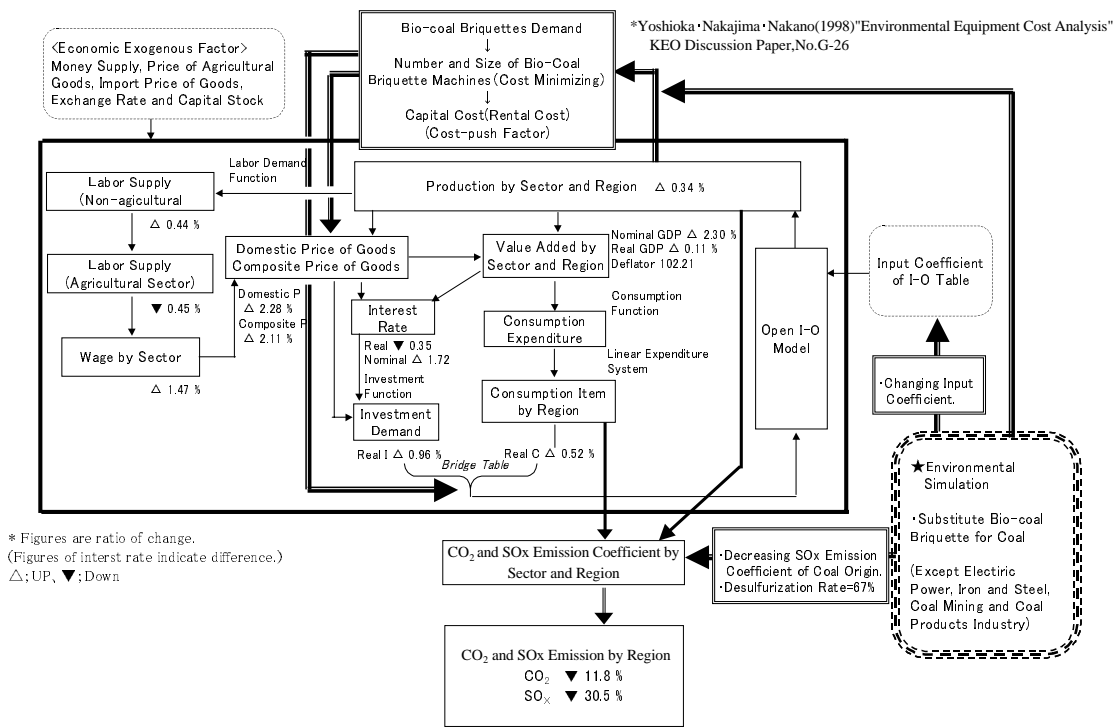 Bio-coal Briquettes Demand
↓
Number and Size of Bio-Coal
Briquette Machines (Cost Minimizing)
↓
Capital Cost(Rental Cost)
(Cost-push Factor)
*Yoshioka・Nakajima・Nakano(1998)"Environmental Equipment Cost Analysis"
KEO Discussion Paper,No.G-26
<Economic Exogenous Factor>
Money Supply, Price of Agricultural
Goods, Import Price of Goods,
Exchange Rate and Capital Stock
Labor Demand
Function
Production by Sector and Region △ 0.34 %
Labor Supply
(Non-agicultural
△ 0.44 %
Labor Supply
(Agricultural Sector)
▼ 0.45 %
Wage by Sector
△ 1.47 %
Domestic Price of Goods
Composite Price of Goods
Domestic P
△ 2.28 %
Composite P
△ 2.11 %
Value Added by
Sector and Region
Nominal GDP △ 2.30 %
Real GDP △ 0.11 %
Deflator 102.21
Interest
Rate
Real ▼ 0.35
Nominal △ 1.72
Investment
Function
Investment
Demand
Real I △ 0.96 %
Consumption
Function
Consumption
Expenditure
Linear Expenditure
System
Consumption Item
by Region
Real C △ 0.52 %
Bridge Table
Open I-O
Model
Input Coefficient
of I-O Table
・Changing Input
Coefficient.
★Environmental
Simulation
・Substitute Bio-coal
Briquette for Coal
(Except Electric
Power, Iron and Steel,
Coal Mining and Coal
Products Industry)
・Decreasing SOx Emission
Coefficient of Coal Origin.
・Desulfurization Rate=67%
* Figures are ratio of change.
(Figures of interst rate indicate difference.)
△; UP、▼; Down
CO₂ and SOx Emission Coefficient by
Sector and Region
CO₂ and SOx Emission by Region
CO₂ ▼ 11.8 %
SOₓ ▼ 30.5 %